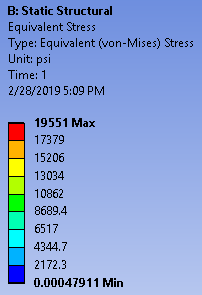 B: Static Structural
Equivalent Stress
Type: Equivalent (von-Mises) Stress
Unit: psi
Time: 1
2/28/2019 5:09 PM
19551 Max
17379
15206
13034
10862
8689.4
6517
4344.7
2172.3
0.00047911 Min